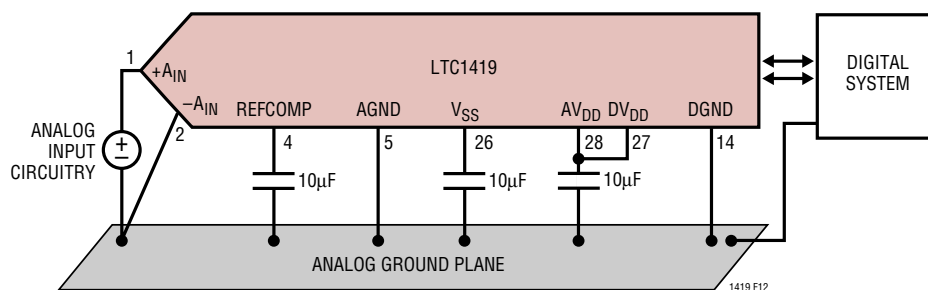 LTC1419
DIGITAL
SYSTEM
1
+AIN
−AIN
2
REFCOMP
AGND
VSS
AVDD
DVDD
DGND
4
5
26
28
27
14
ANALOG
INPUT
CIRCUITRY
+
−
10µF
10µF
10µF
ANALOG GROUND PLANE
1419 F12